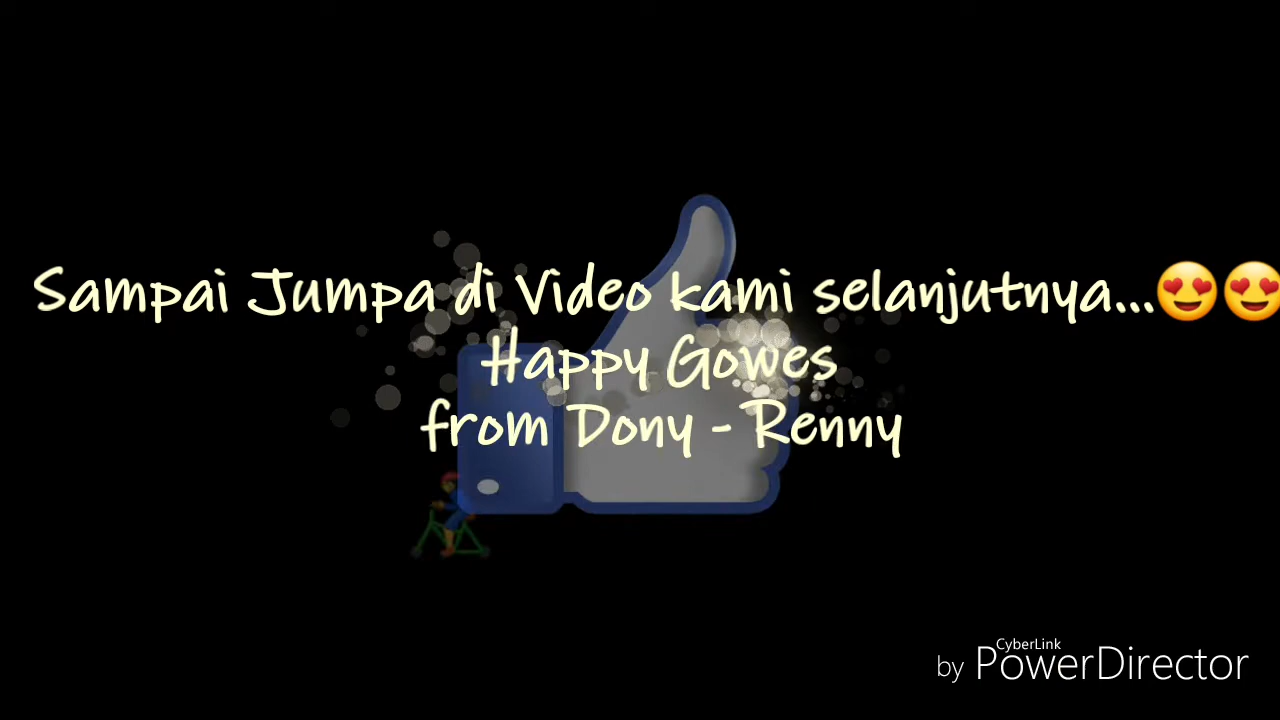 Sampai Jumpa di Video kami selanjutnya...😍😍
Happy Gowes
from Dony - Renny
CyberLink
by PowerDirector